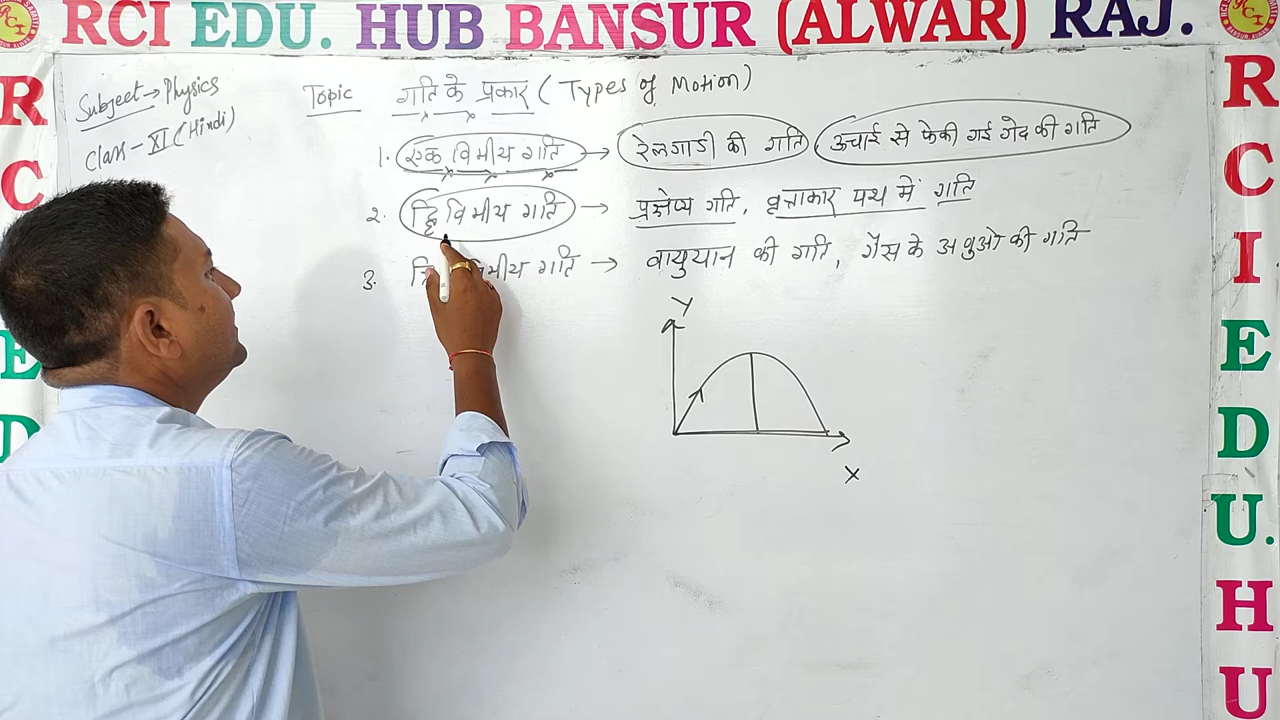 RCI EDU. HUB BANSUR (ALWAR) RAJ.
Subject → Physics
Class - XI (Hindi)
Topic गति के प्रकार ( Types of Motion)
1. एक विमीय गति → रेलगाडी की गति ऊचाई से फेकी गई गेंद की गति
2. द्वि विमीय गति → प्रक्षेप्य गति, वृत्ताकार पथ में गति
3. विमीय गति → वायुयान की गति, गैस के अणुओ की गति
Y
X
R
C
E
D
R
C
I
E
D
U.
H
U